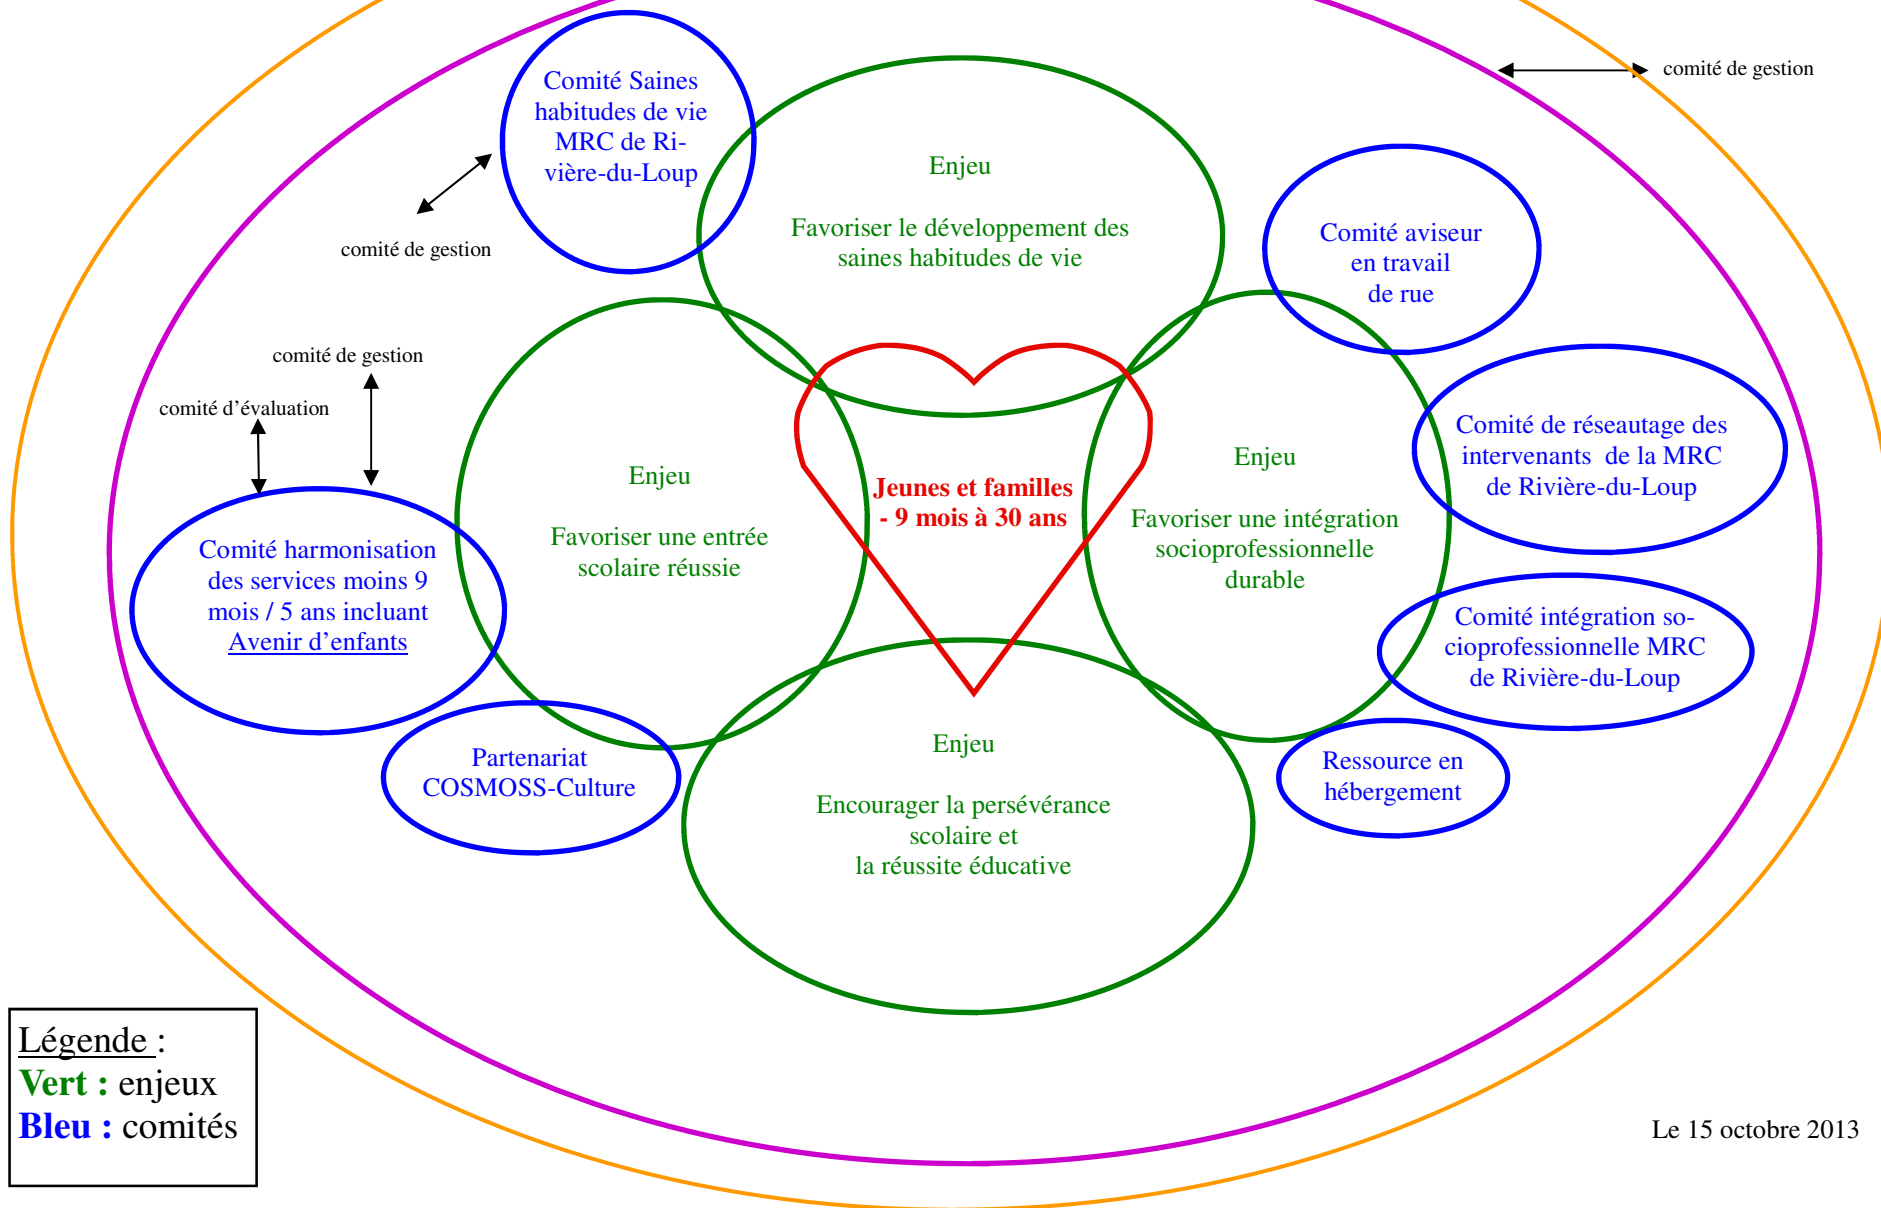 comité de gestion
Comité Saines
habitudes de vie
MRC de Ri-
vière-du-Loup
comité de gestion
Enjeu
Favoriser le développement des
saines habitudes de vie
Comité aviseur
en travail
de rue
comité de gestion
comité d’évaluation
Comité harmonisation
des services moins 9
mois / 5 ans incluant
Avenir d’enfants
Enjeu
Favoriser une entrée
scolaire réussie
Jeunes et familles
- 9 mois à 30 ans
Enjeu
Favoriser une intégration
socioprofessionnelle
durable
Comité de réseautage des
intervenants  de la MRC
de Rivière-du-Loup
Comité intégration so-
cioprofessionnelle MRC
de Rivière-du-Loup
Partenariat
COSMOSS-Culture
Enjeu
Encourager la persévérance
scolaire et
la réussite éducative
Ressource en
hébergement
Légende :
Vert : enjeux
Bleu : comités
Le 15 octobre 2013